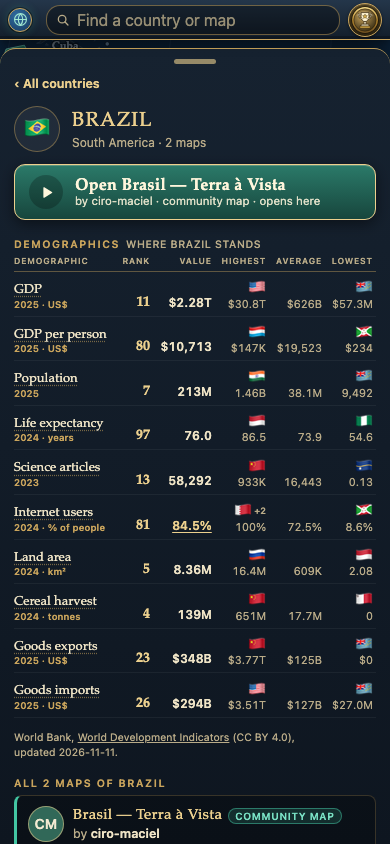 Find a country or map
Cuba
‹ All countries
BRAZIL
South America · 2 maps
Open Brasil — Terra à Vista
by ciro-maciel · community map · opens here
DEMOGRAPHICS WHERE BRAZIL STANDS
DEMOGRAPHIC RANK VALUE HIGHEST AVERAGE LOWEST
GDP
2025 · US$ 11 $2.28T $30.8T $626B $57.3M
GDP per person
2025 · US$ 80 $10,713 $147K $19,523 $234
Population
2025 7 213M 1.46B 38.1M 9,492
Life expectancy
2024 · years 97 76.0 86.5 73.9 54.6
Science articles
2023 13 58,292 933K 16,443 0.13
Internet users +2
2024 · % of people 81 84.5% 100% 72.5% 8.6%
Land area
2024 · km² 5 8.36M 16.4M 609K 2.08
Cereal harvest
2024 · tonnes 4 139M 651M 17.7M 0
Goods exports
2025 · US$ 23 $348B $3.77T $125B $0
Goods imports
2025 · US$ 26 $294B $3.51T $127B $27.0M
World Bank, World Development Indicators (CC BY 4.0),
updated 2026-11-11.
ALL 2 MAPS OF BRAZIL
CM Brasil — Terra à Vista COMMUNITY MAP
by ciro-maciel